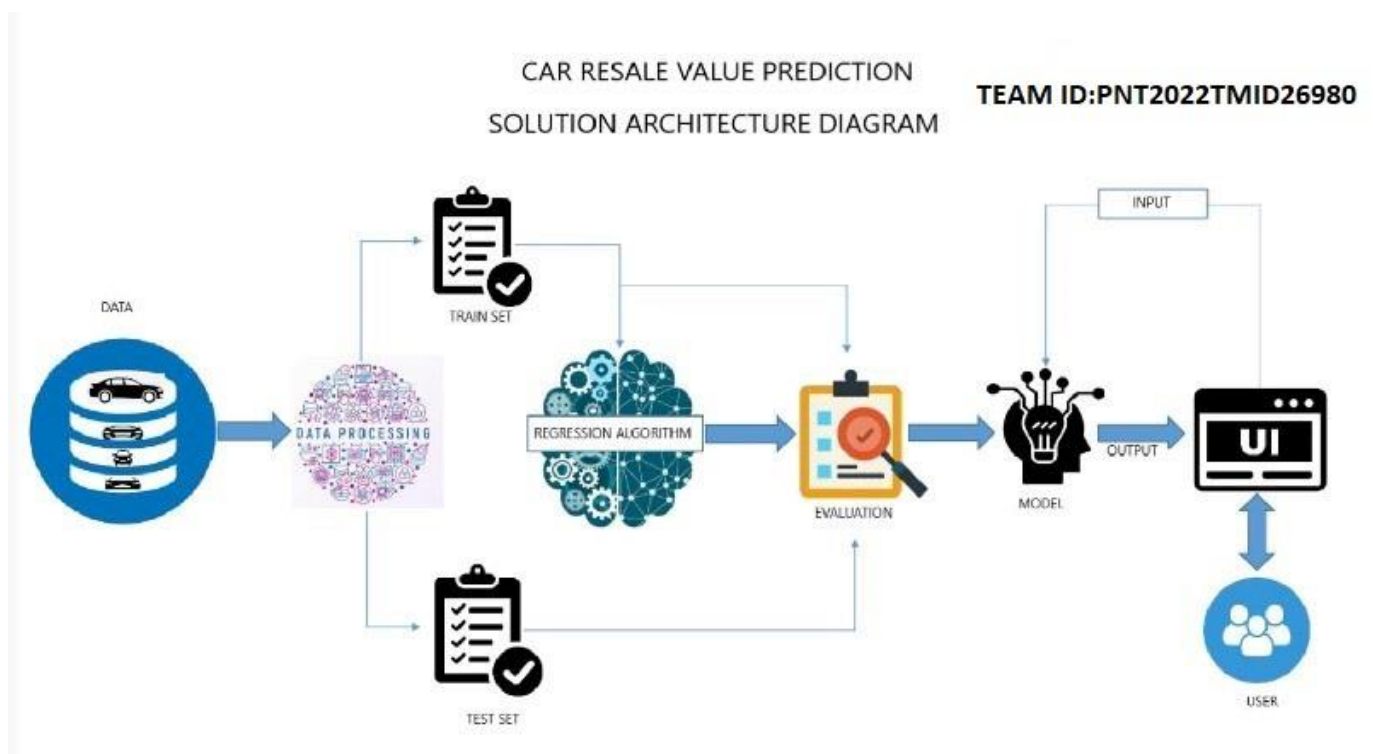 CAR RESALE VALUE PREDICTION
SOLUTION ARCHITECTURE DIAGRAM
TEAM ID:PNT2022TMID26980
INPUT
TRAIN SET
DATA
DATA PROCESSING
REGRESSION ALGORITHM
EVALUATION
MODEL
OUTPUT
UI
TEST SET
USER